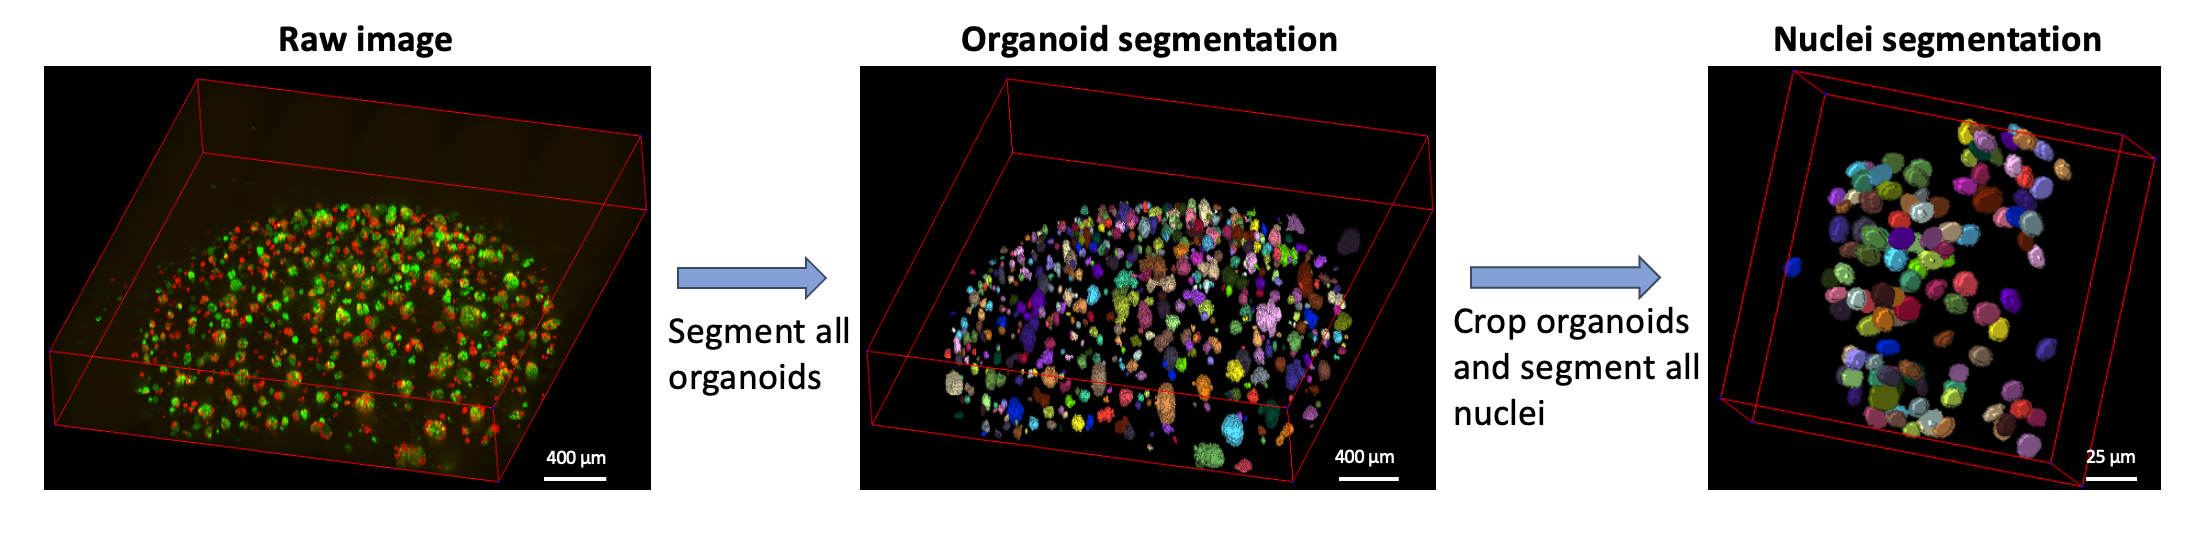 Raw image
Organoid segmentation
Nuclei segmentation
Segment all
organoids
Crop organoids
and segment all
nuclei
400 µm
400 µm
25 µm